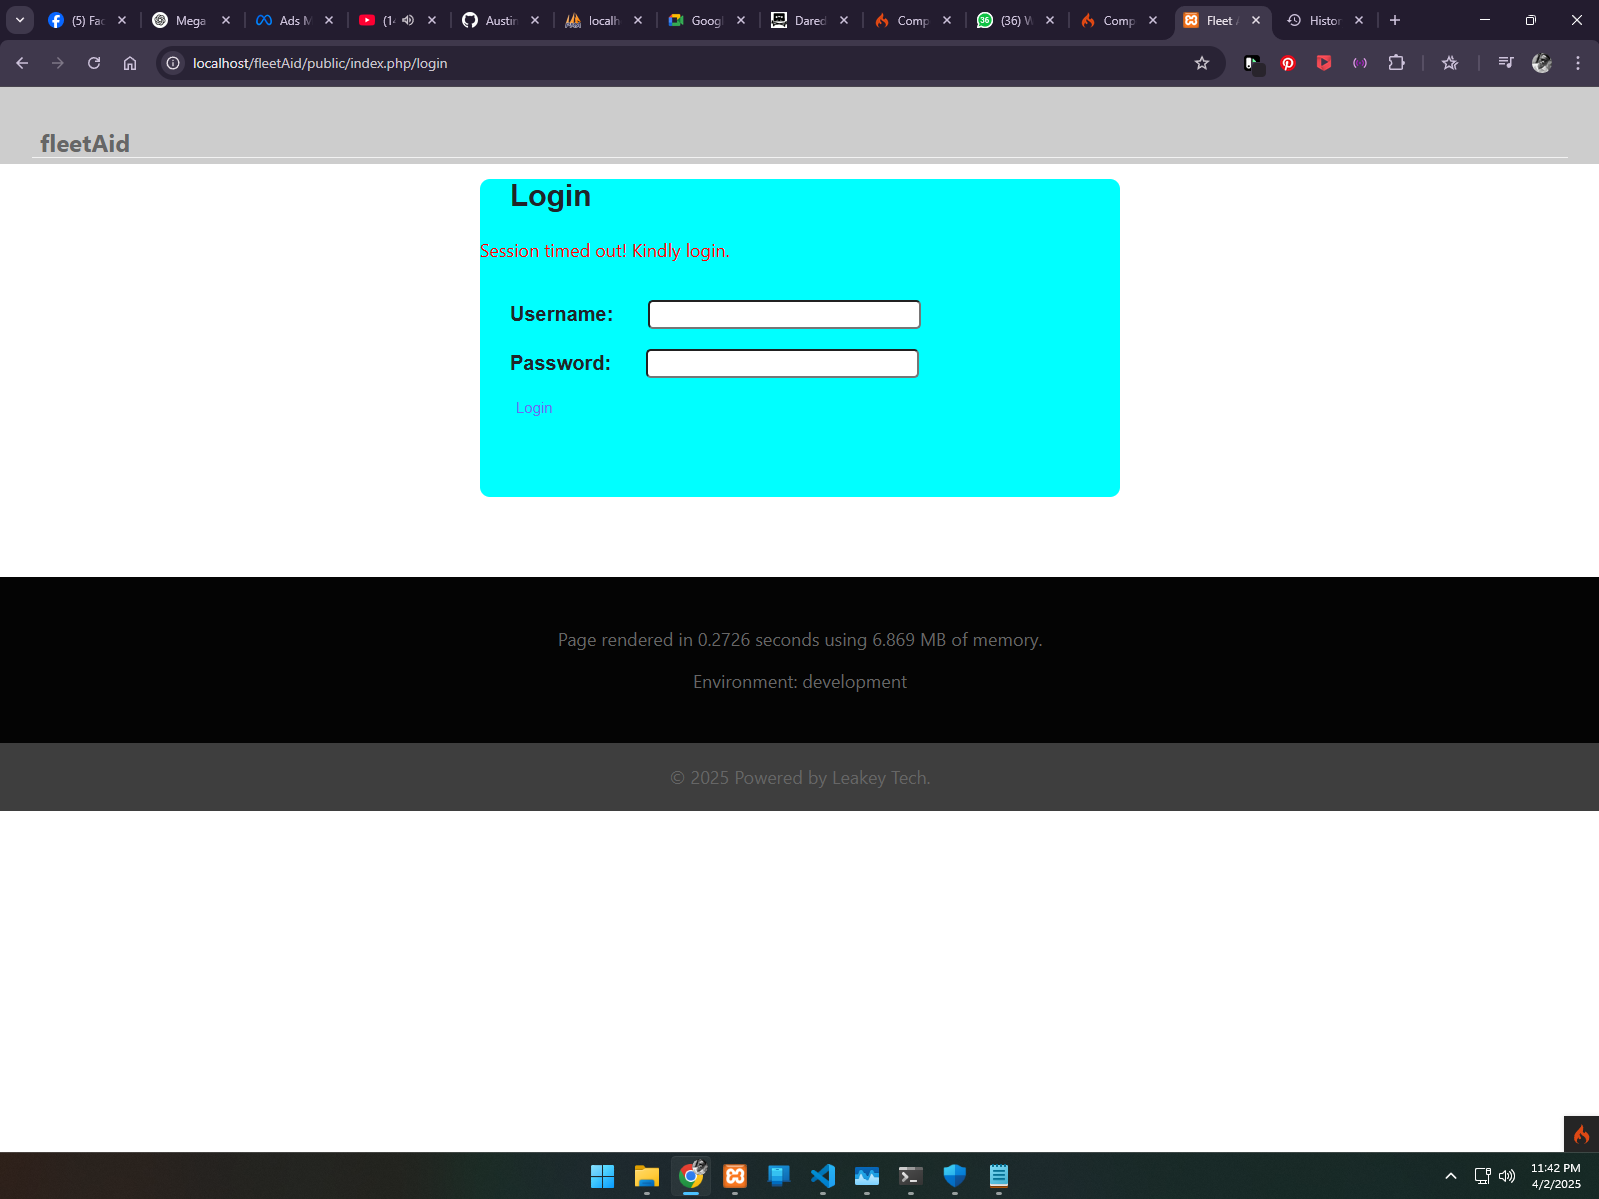 (5) Fac
Mega
Ads M
(14
Austin
localh
Googl
Dared
Comp
(36) W
Comp
Fleet A
Histor
localhost/fleetAid/public/index.php/login
fleetAid
Login
Session timed out! Kindly login.
Username:
Password:
Login
Page rendered in 0.2726 seconds using 6.869 MB of memory.
Environment: development
© 2025 Powered by Leakey Tech.
11:42 PM
4/2/2025